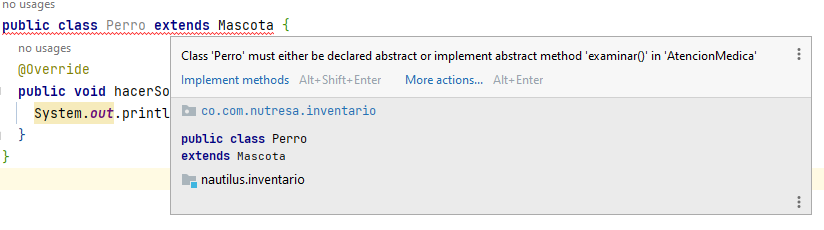 no usages
public class Perro extends Mascota {
Class 'Perro' must either be declared abstract or implement abstract method 'examinar()' in 'AtencionMedica'
no usages
Implement methods Alt+Shift+Enter More actions... Alt+Enter
@Override
public void hacerSo
co.com.nutresa.inventario
System.out.printl
}
public class Perro
extends Mascota
}
nautilus.inventario